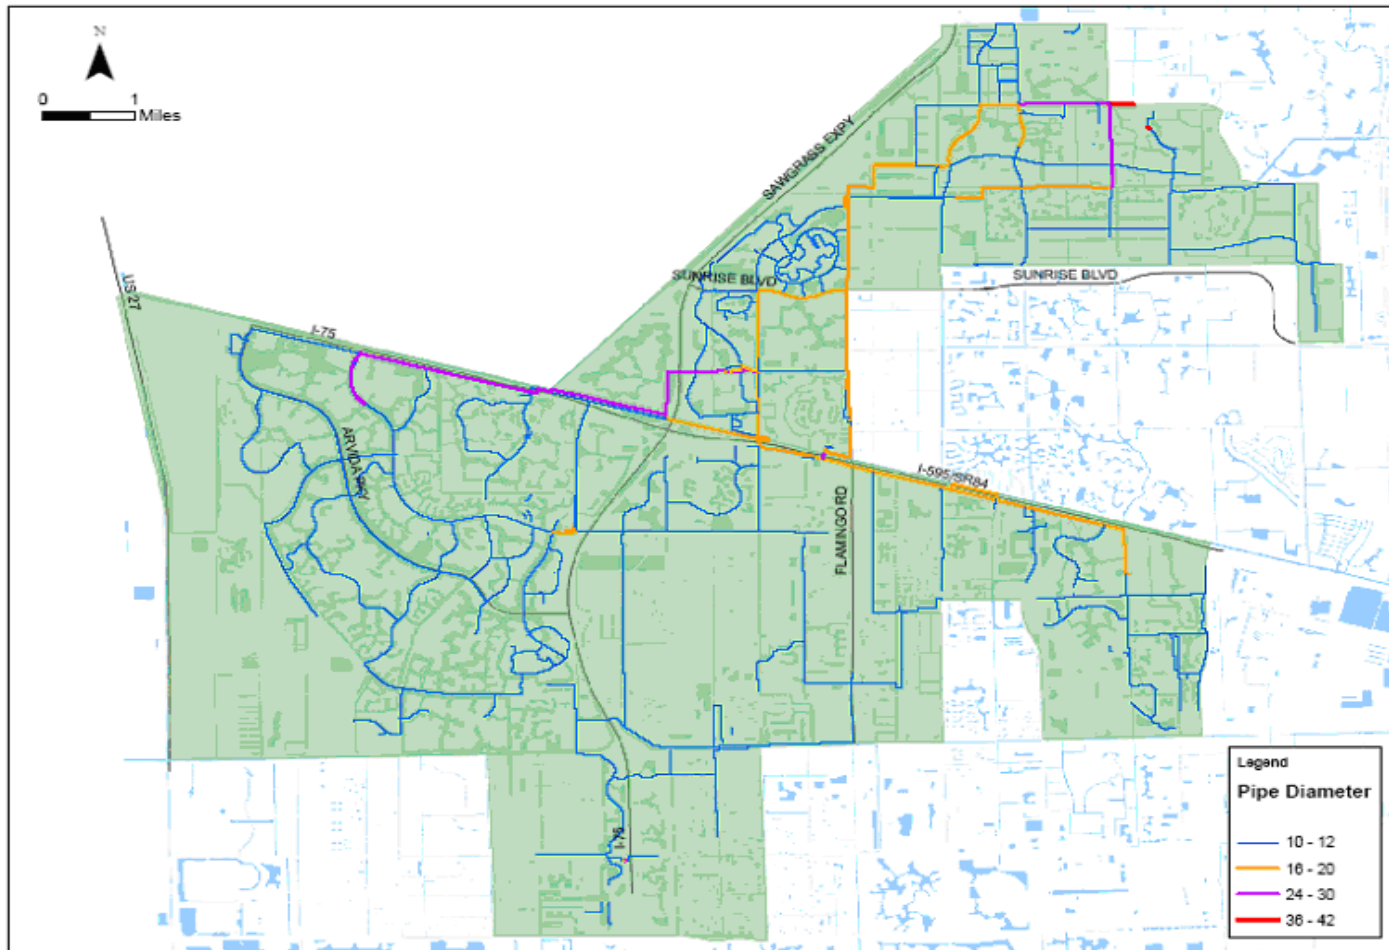 N
0 1
Miles
SAWGRASS EXPY
US 27
SUNRISE BLVD
SUNRISE BLVD
I-75
ARVIDA PKY
I-595/SR84
FLAMINGO RD
I-75
Legend
Pipe Diameter
10 - 12
16 - 20
24 - 30
36 - 42